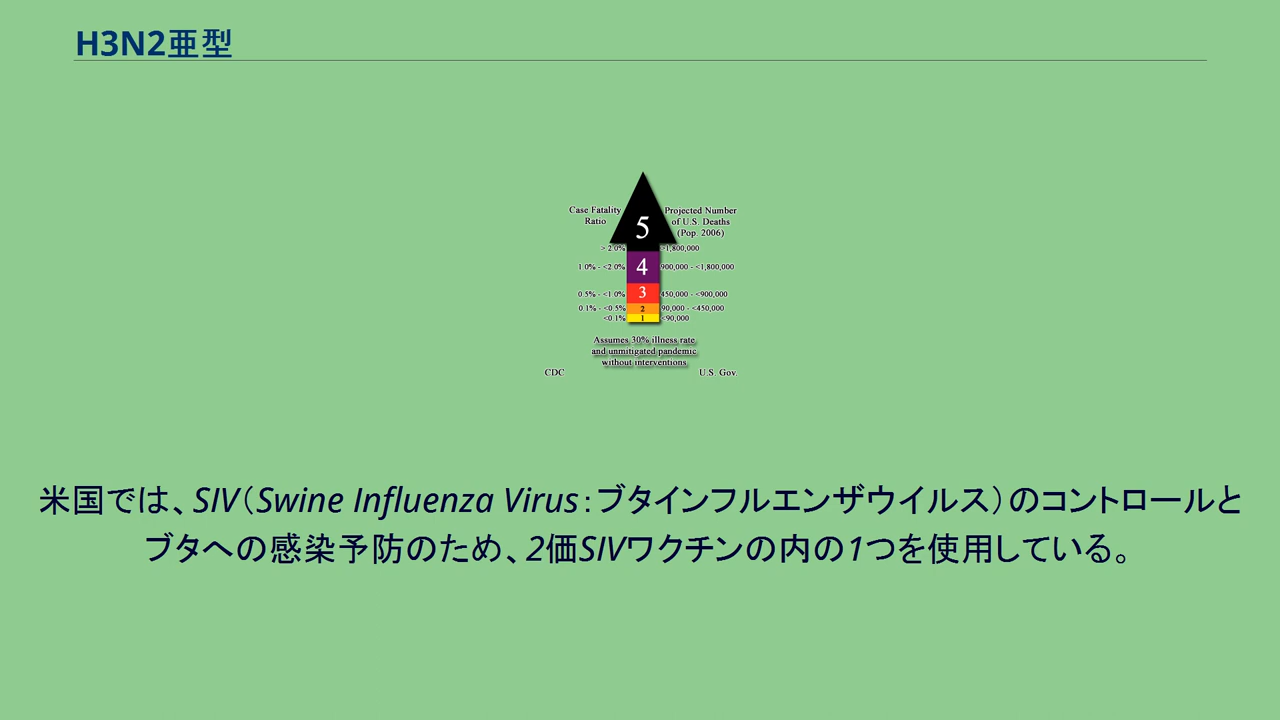 H3N2亜型
Case Fatality
Ratio
Projected Number
of U.S. Deaths
(Pop. 2006)
5
> 2.0%
>1,800,000
1.0% - <2.0%
4
900,000 - <1,800,000
0.5% - <1.0%
3
450,000 - <900,000
0.1% - <0.5%
2
90,000 - <450,000
<0.1%
1
<90,000
Assumes 30% illness rate
and unmitigated pandemic
without interventions
CDC
U.S. Gov.
米国では、SIV（Swine Influenza Virus：ブタインフルエンザウイルス）のコントロールと
ブタへの感染予防のため、2価SIVワクチンの内の1つを使用している。